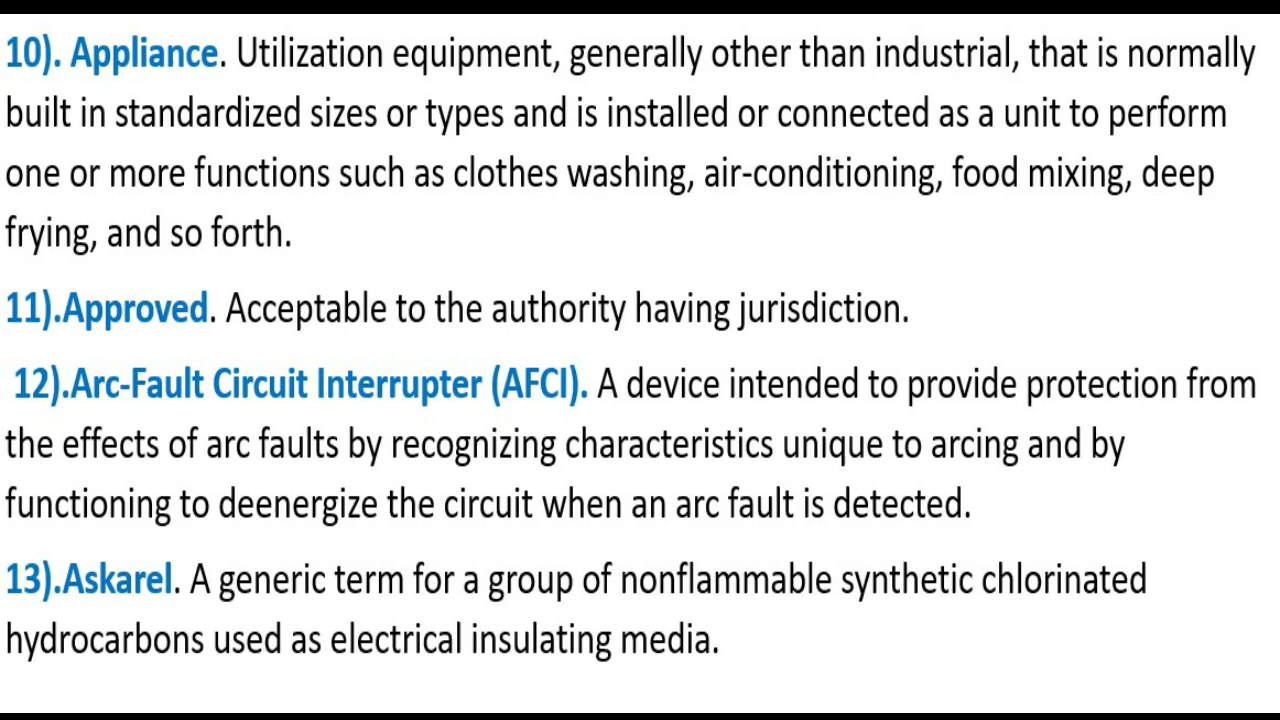 10). Appliance. Utilization equipment, generally other than industrial, that is normally
built in standardized sizes or types and is installed or connected as a unit to perform
one or more functions such as clothes washing, air-conditioning, food mixing, deep
frying, and so forth.
11).Approved. Acceptable to the authority having jurisdiction.
12).Arc-Fault Circuit Interrupter (AFCI). A device intended to provide protection from
the effects of arc faults by recognizing characteristics unique to arcing and by
functioning to deenergize the circuit when an arc fault is detected.
13).Askarel. A generic term for a group of nonflammable synthetic chlorinated
hydrocarbons used as electrical insulating media.